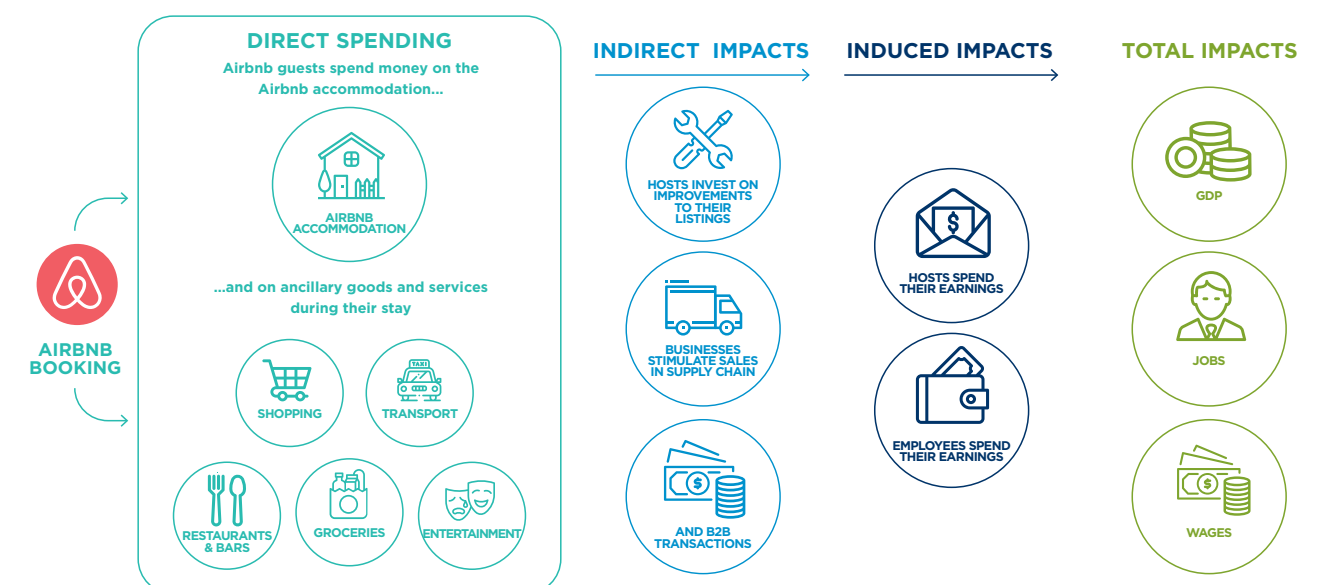 AIRBNB
BOOKING
DIRECT SPENDING
Airbnb guests spend money on the
Airbnb accommodation...
AIRBNB
ACCOMMODATION
...and on ancillary goods and services
during their stay
SHOPPING
TAXI
TRANSPORT
RESTAURANTS
& BARS
GROCERIES
ENTERTAINMENT
INDIRECT IMPACTS
HOSTS INVEST ON
IMPROVEMENTS
TO THEIR
LISTINGS
BUSINESSES
STIMULATE SALES
IN SUPPLY CHAIN
$
AND B2B
TRANSACTIONS
INDUCED IMPACTS
$
HOSTS SPEND
THEIR EARNINGS
EMPLOYEES SPEND
THEIR EARNINGS
TOTAL IMPACTS
GDP
JOBS
$
WAGES